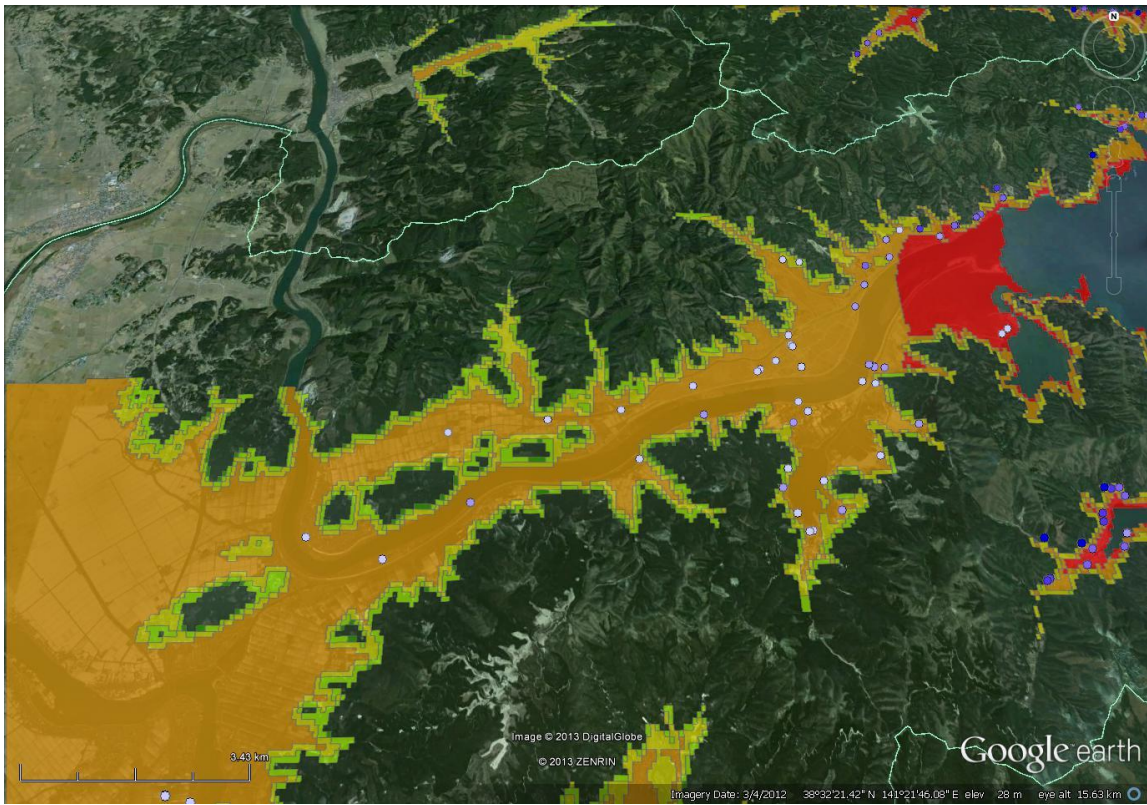 N
3.43 km
Image © 2013 DigitalGlobe
© 2013 ZENRIN
Google earth
Imagery Date: 3/4/2012 38°32'21.42" N 141°21'46.08" E elev 28 m eye alt 15.63 km